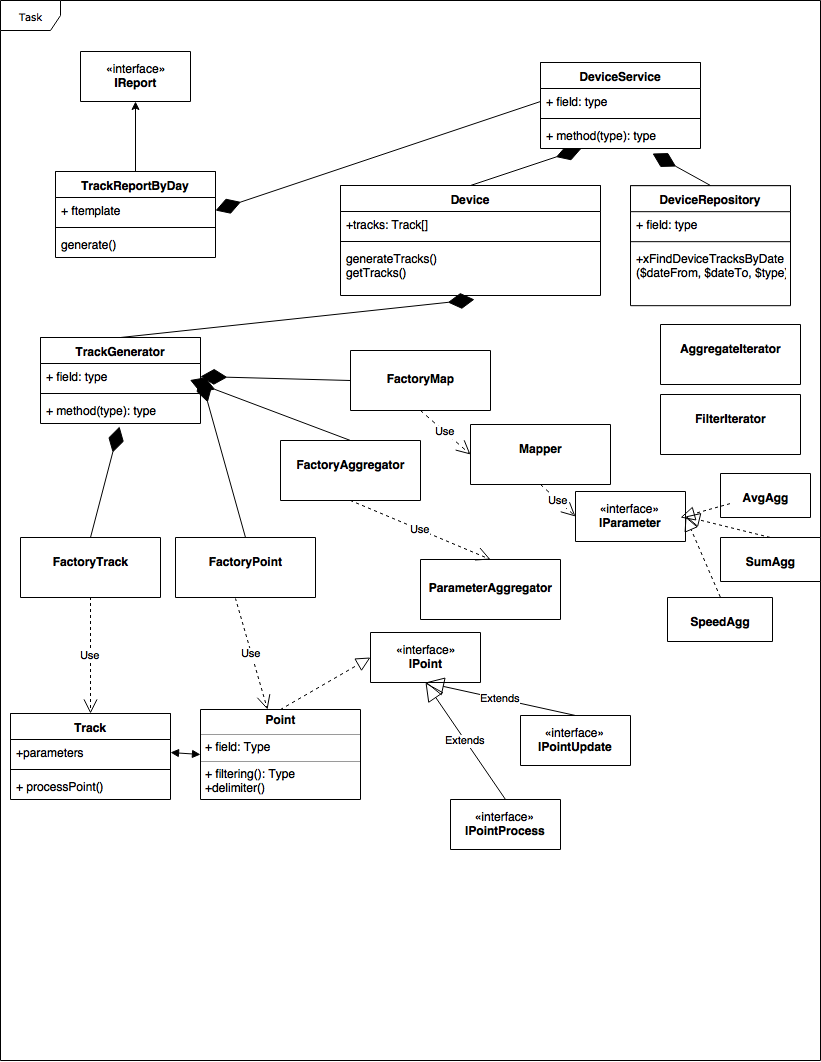 Task
«interface»
IReport
DeviceService
+ field: type
+ method(type): type
TrackReportByDay
+ ftemplate
generate()
Device
+tracks: Track[]
generateTracks()
getTracks()
DeviceRepository
+ field: type
+xFindDeviceTracksByDate
($dateFrom, $dateTo, $type)
TrackGenerator
+ field: type
+ method(type): type
FactoryMap
AggregateIterator
FilterIterator
Use
Mapper
FactoryAggregator
Use
«interface»
IParameter
AvgAgg
Use
SumAgg
FactoryTrack
FactoryPoint
ParameterAggregator
SpeedAgg
Use
Use
«interface»
IPoint
Extends
Track
+parameters
+ processPoint()
Point
+ field: Type
+ filtering(): Type
+delimiter()
«interface»
IPointUpdate
Extends
«interface»
IPointProcess